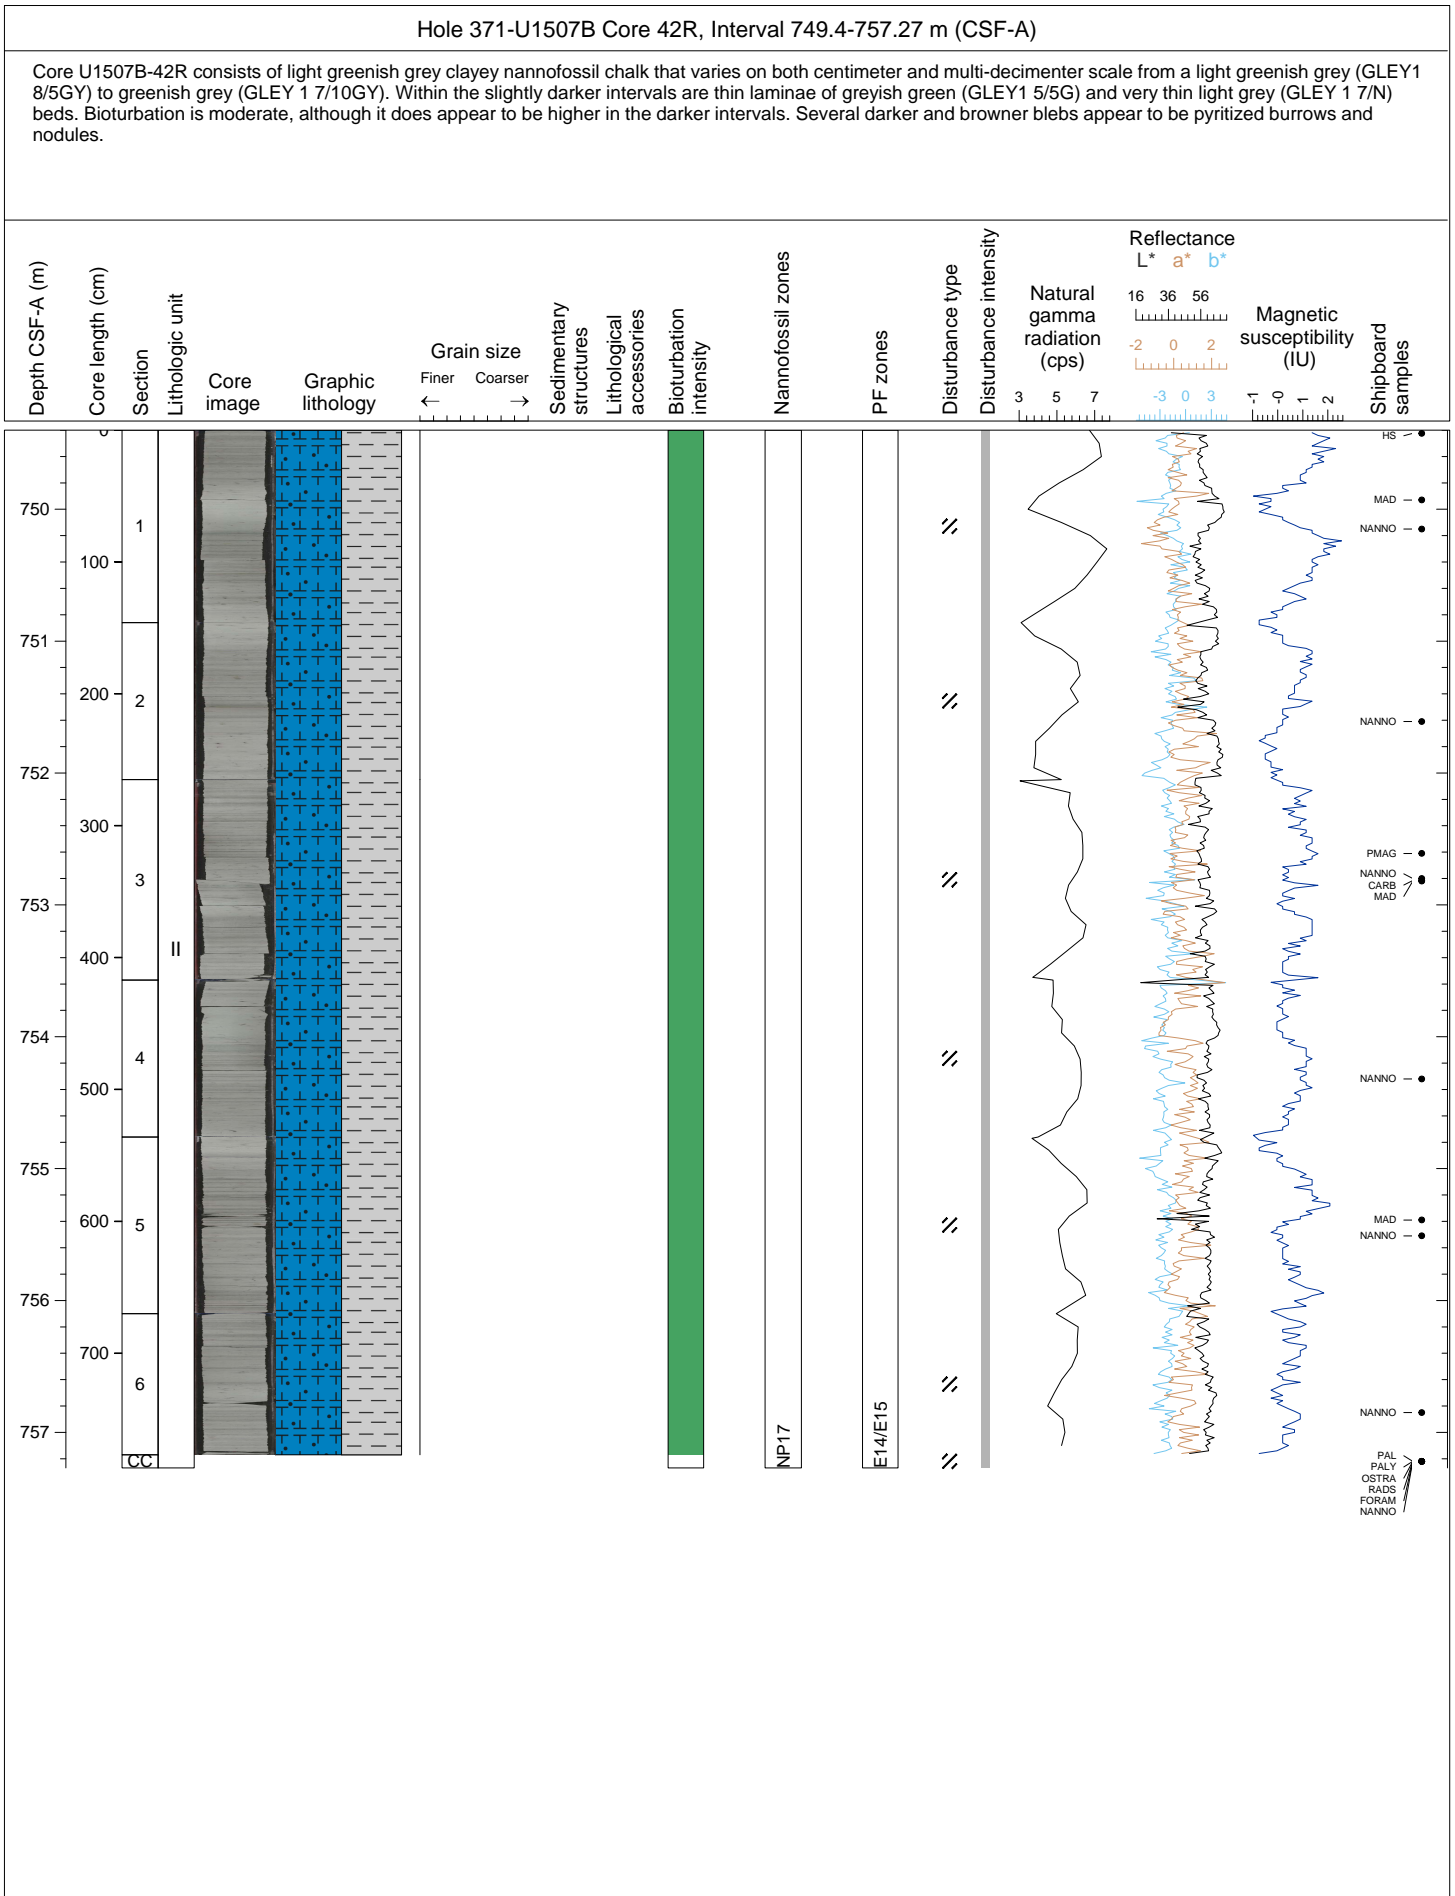 Hole 371-U1507B Core 42R, Interval 749.4-757.27 m (CSF-A)
Core U1507B-42R consists of light greenish grey clayey nannofossil chalk that varies on both centimeter and multi-decimenter scale from a light greenish grey (GLEY1
8/5GY) to greenish grey (GLEY 1 7/10GY). Within the slightly darker intervals are thin laminae of greyish green (GLEY1 5/5G) and very thin light grey (GLEY 1 7/N)
beds. Bioturbation is moderate, although it does appear to be higher in the darker intervals. Several darker and browner blebs appear to be pyritized burrows and
nodules.
Depth CSF-A (m)
Core length (cm)
Section
Lithologic unit
Core
image
Graphic
lithology
Grain size
Finer Coarser
← →
Sedimentary
structures
Lithological
accessories
Bioturbation
intensity
Nannofossil zones
PF zones
Disturbance type
Disturbance intensity
Natural
gamma
radiation
(cps)
3 5 7
Reflectance
L* a* b*
16 36 56
-2 0 2
-3 0 3
Magnetic
susceptibility
(IU)
-1 -0 1 2
Shipboard
samples
750
751
752
753
754
755
756
757
0
100
200
300
400
500
600
700
1
2
3
4
5
6
CC
II
NP17
E14/E15
HS
MAD
NANNO
NANNO
PMAG
NANNO
CARB
MAD
NANNO
MAD
NANNO
NANNO
PAL
PALY
OSTRA
RADS
FORAM
NANNO